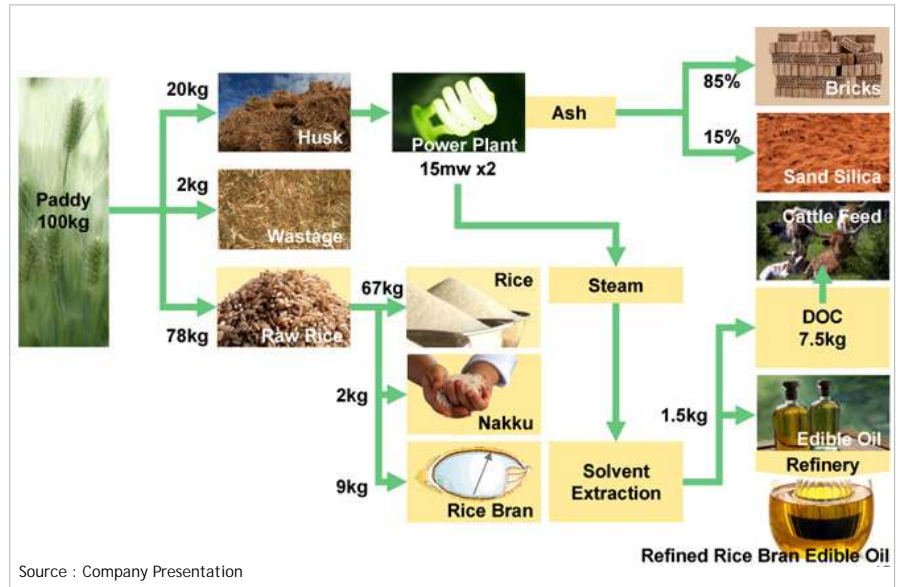 20kg
Husk
Power Plant
15mw x2
Ash
85%
Bricks
15%
Sand Silica
Paddy
100kg
2kg
Wastage
Cattle Feed
78kg
Raw Rice
67kg
Rice
Steam
DOC
7.5kg
2kg
Nakku
1.5kg
Edible Oil
Refinery
9kg
Rice Bran
Solvent
Extraction
Refined Rice Bran Edible Oil
Source : Company Presentation